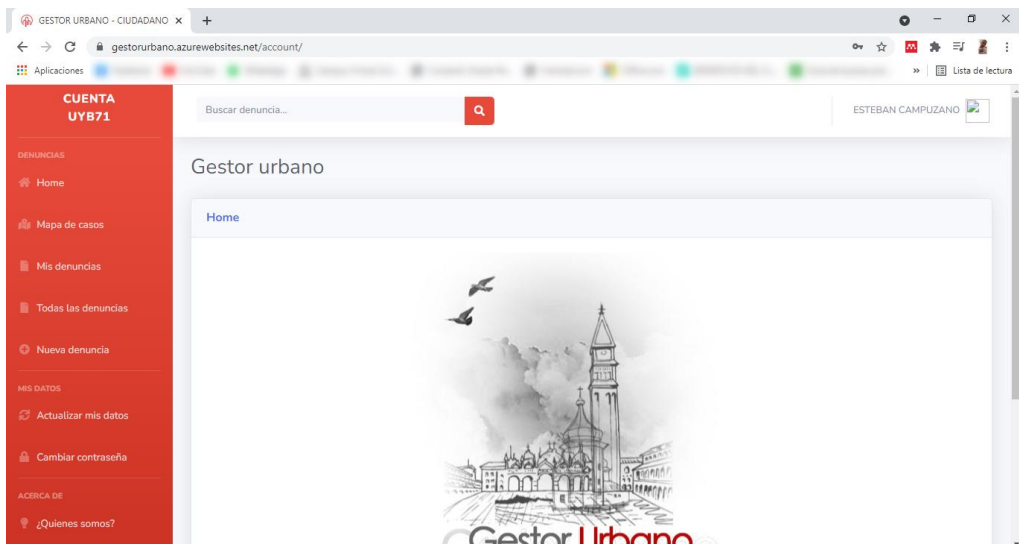 GESTOR URBANO - CIUDADANO
gestorurbano.azurewebsites.net/account/
Aplicaciones
»
Lista de lectura
CUENTA
UYB71
Buscar denuncia...
ESTEBAN CAMPUZANO
DENUNCIAS
Gestor urbano
Home
Mapa de casos
Home
Mis denuncias
Todas las denuncias
Nueva denuncia
MIS DATOS
Actualizar mis datos
Cambiar contraseña
ACERCA DE
¿Quienes somos?
Gestor Urbano